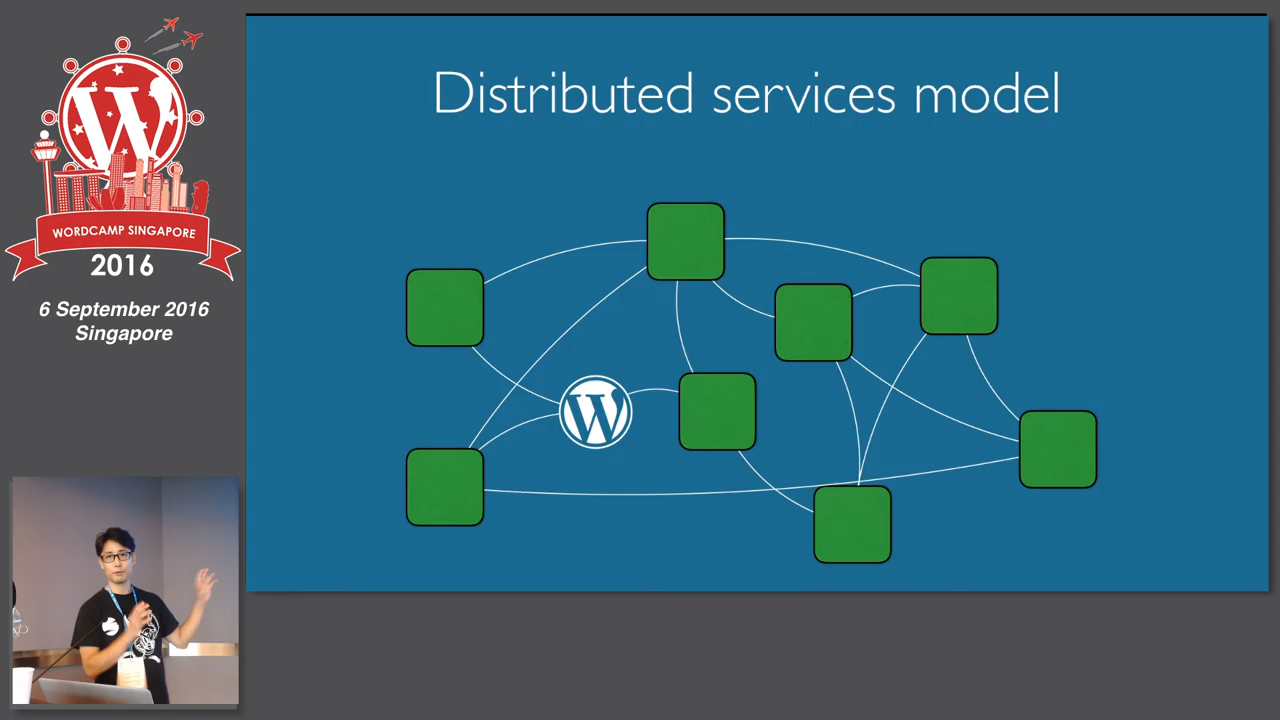 WORDCAMP SINGAPORE
2016
6 September 2016
Singapore
Distributed services model